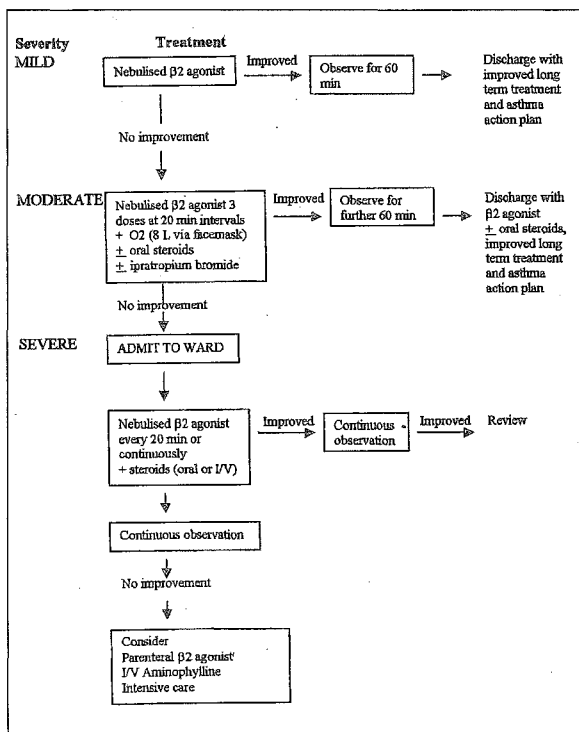 Severity
Treatment
MILD
Nebulised β2 agonist
Improved
Observe for 60
min
Discharge with
improved long
term treatment
and asthma
action plan
No improvement
MODERATE
Nebulised β2 agonist 3
doses at 20 min intervals
+ O2 (8 L via facemask)
± oral steroids
± ipratropium bromide
Improved
Observe for
further 60 min
Discharge with
β2 agonist
± oral steroids,
improved long
term treatment
and asthma
action plan
No improvement
SEVERE
ADMIT TO WARD
Nebulised β2 agonist
every 20 min or
continuously
+ steroids (oral or I/V)
Improved
Continuous
observation
Improved
Review
Continuous observation
No improvement
Consider
Parenteral β2 agonist
I/V Aminophylline
Intensive care